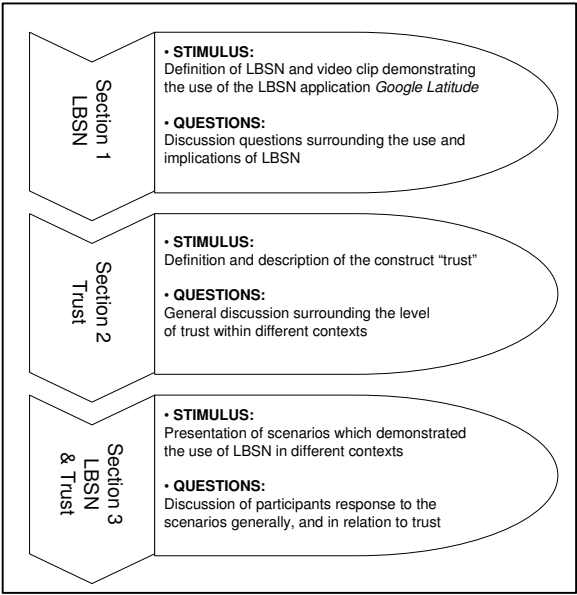 Section 1
LBSN
• STIMULUS:
Definition of LBSN and video clip demonstrating
the use of the LBSN application Google Latitude
• QUESTIONS:
Discussion questions surrounding the use and
implications of LBSN
Section 2
Trust
• STIMULUS:
Definition and description of the construct “trust”
• QUESTIONS:
General discussion surrounding the level
of trust within different contexts
Section 3
LBSN
& Trust
• STIMULUS:
Presentation of scenarios which demonstrated
the use of LBSN in different contexts
• QUESTIONS:
Discussion of participants response to the
scenarios generally, and in relation to trust